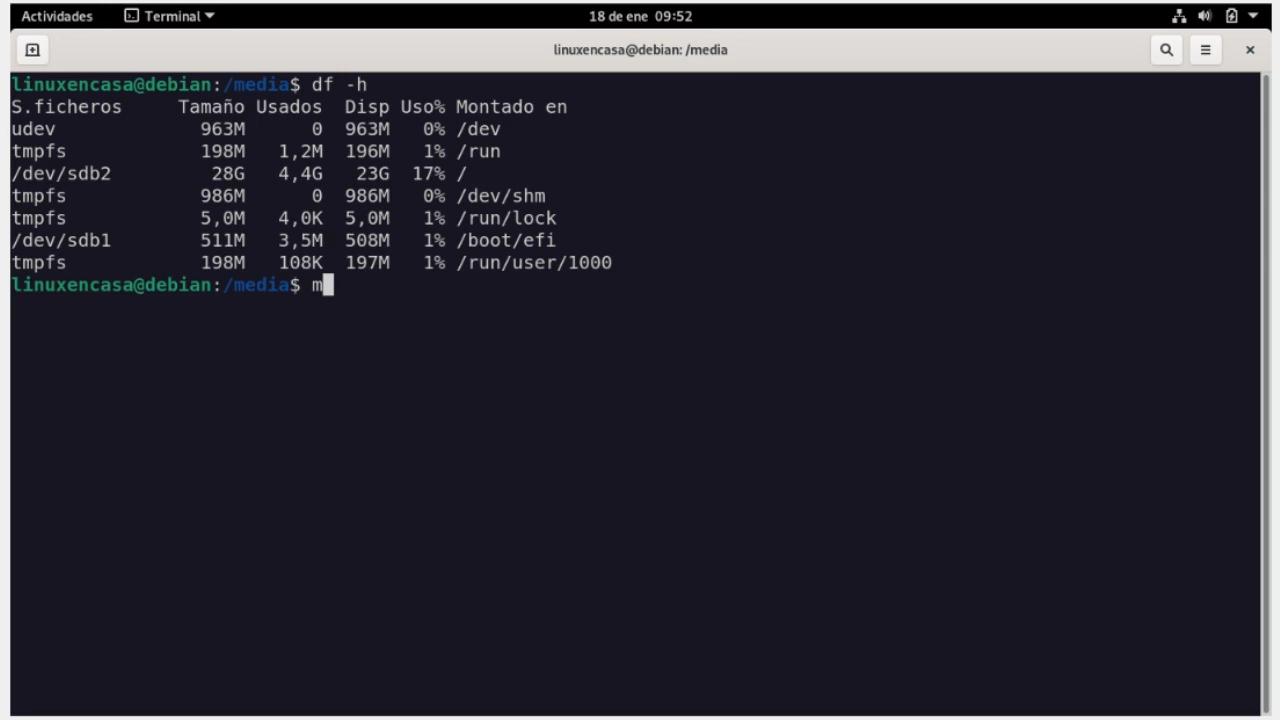 Actividades Terminal 18 de ene 09:52
linuxencasa@debian: /media
linuxencasa@debian:/media$ df -h
S.ficheros Tamaño Usados Disp Uso% Montado en
udev 963M 0 963M 0% /dev
tmpfs 198M 1,2M 196M 1% /run
/dev/sdb2 28G 4,4G 23G 17% /
tmpfs 986M 0 986M 0% /dev/shm
tmpfs 5,0M 4,0K 5,0M 1% /run/lock
/dev/sdb1 511M 3,5M 508M 1% /boot/efi
tmpfs 198M 108K 197M 1% /run/user/1000
linuxencasa@debian:/media$ m